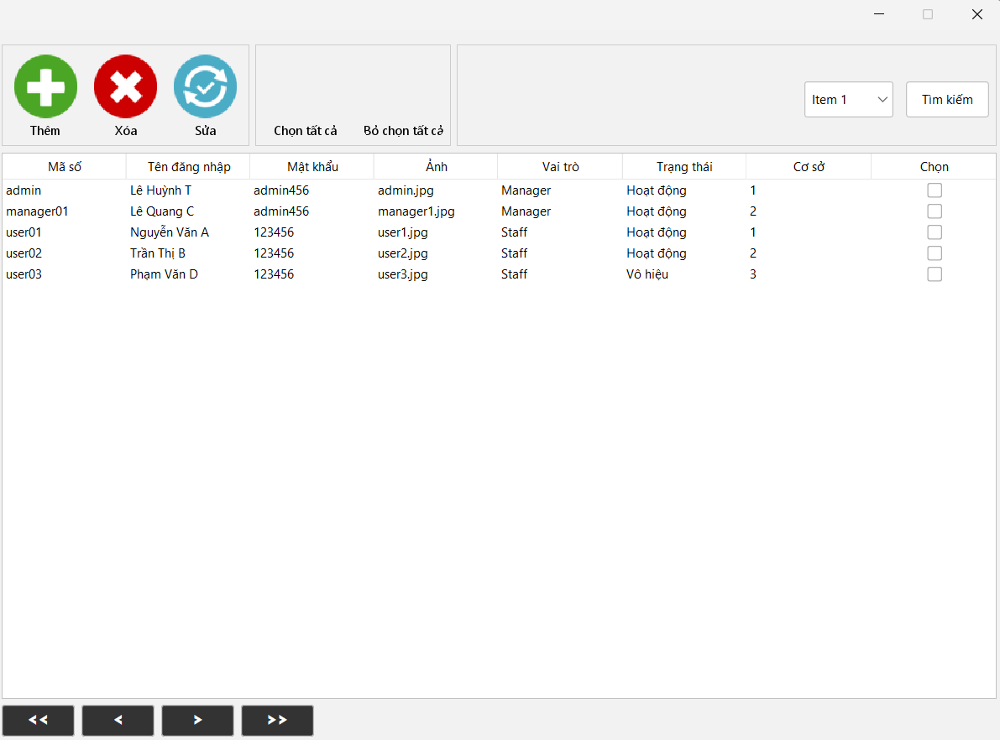 Thêm Xóa Sửa Chọn tất cả Bỏ chọn tất cả Item 1 Tìm kiếm
Mã số Tên đăng nhập Mật khẩu Ảnh Vai trò Trạng thái Cơ sở Chọn
admin Lê Huỳnh T admin456 admin.jpg Manager Hoạt động 1
manager01 Lê Quang C admin456 manager1.jpg Manager Hoạt động 2
user01 Nguyễn Văn A 123456 user1.jpg Staff Hoạt động 1
user02 Trần Thị B 123456 user2.jpg Staff Hoạt động 2
user03 Phạm Văn D 123456 user3.jpg Staff Vô hiệu 3
<< < > >>